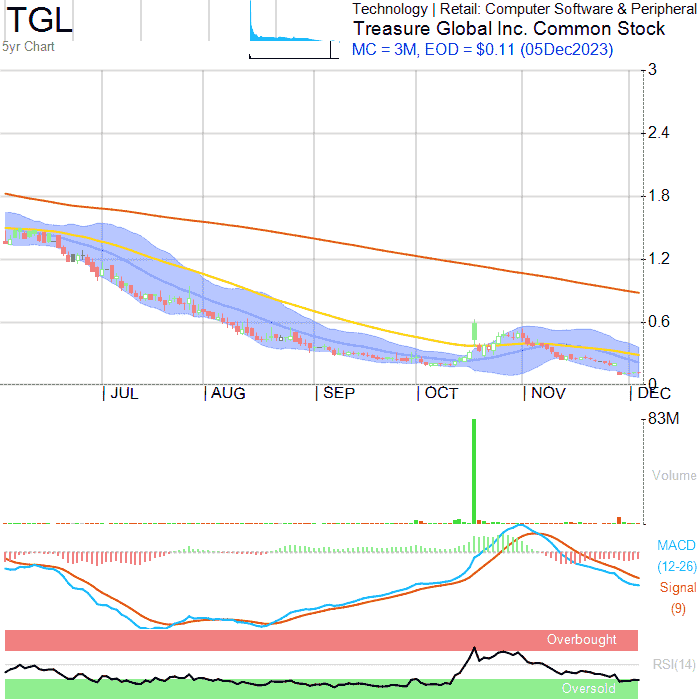 TGL
5yr Chart
Technology | Retail: Computer Software & Peripheral
Treasure Global Inc. Common Stock
MC = 3M, EOD = $0.11 (05Dec2023)
3
2.4
1.8
1.2
0.6
0
JUL AUG SEP OCT NOV DEC
83M
Volume
MACD
(12-26)
Signal
(9)
Overbought
RSI(14)
Oversold